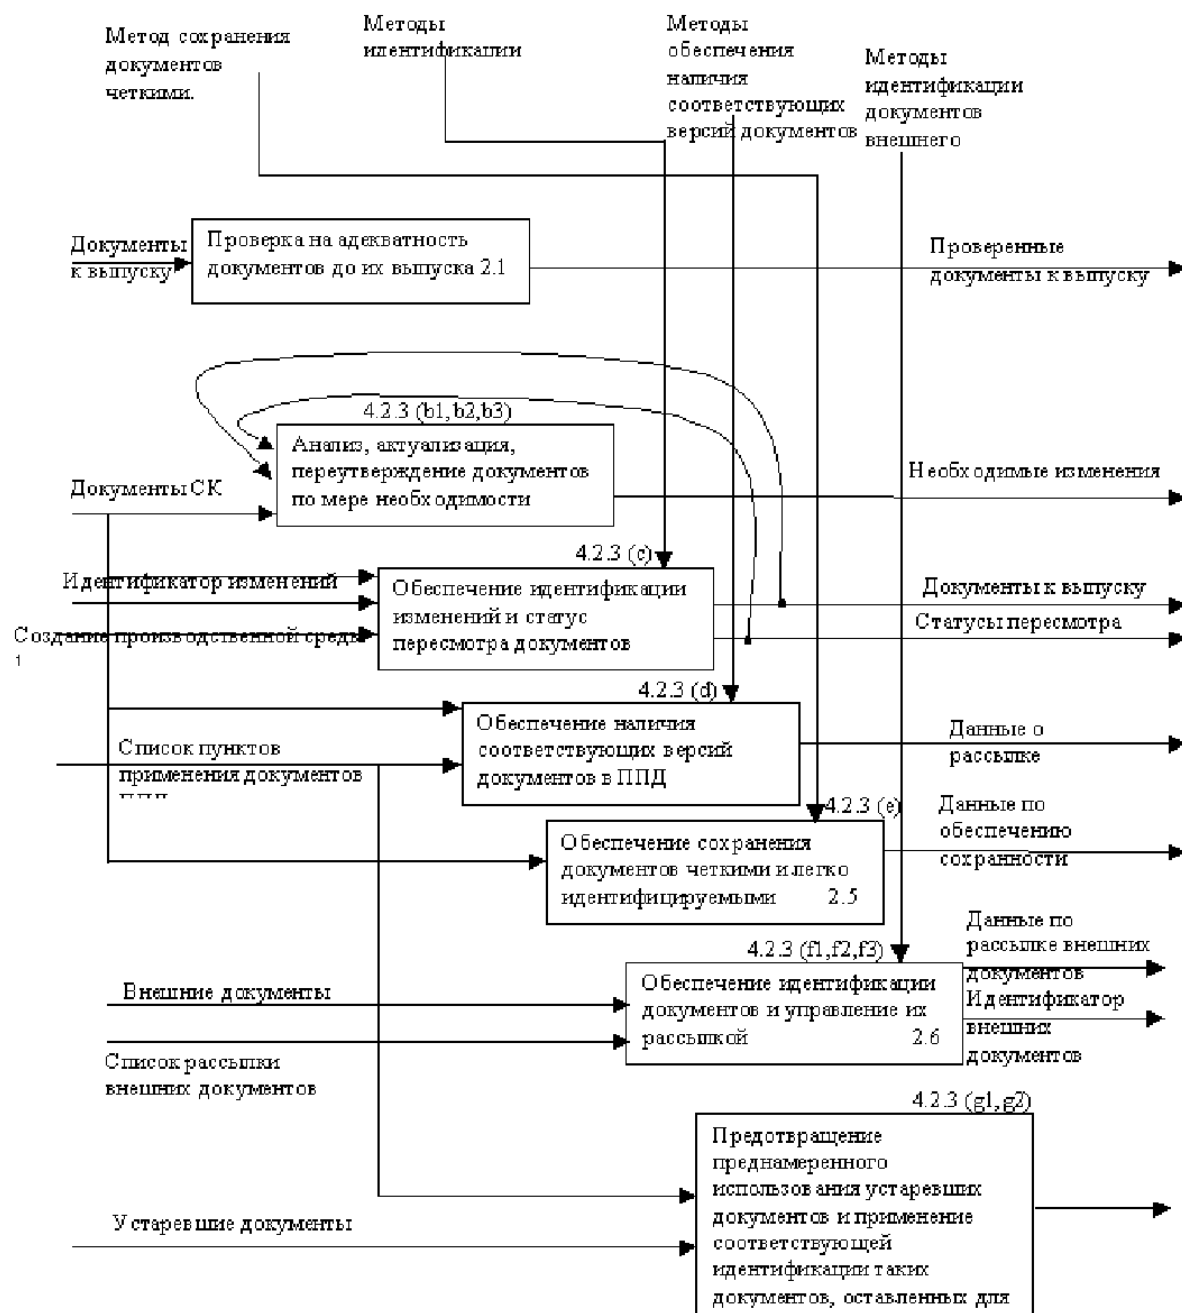 Метод сохранения
документов
четкими.
Методы
идентификации
Методы
обеспечения
наличия
соответствующих
версий документов
Методы
идентификации
документов
внешнего
Документы
к выпуску
Проверка на адекватность
документов до их выпуска 2.1
Проверенные
документы к выпуску
4.2.3 (b1,b2,b3)
Анализ, актуализация,
переутверждение документов
по мере необходимости
Документы СК
Необходимые изменения
4.2.3 (c)
Идентификатор изменений
Создание производственной среды
1
Обеспечение идентификации
изменений и статус
пересмотра документов
Документы к выпуску
Статусы пересмотра
4.2.3 (d)
Список пунктов
применения документов
Обеспечение наличия
соответствующих версий
документов в ППД
Данные о
рассылке
4.2.3 (e)
Обеспечение сохранения
документов четкими и легко
идентифицируемыми 2.5
Данные по
обеспечению
сохранности
4.2.3 (f1,f2,f3)
Внешние документы
Список рассылки
внешних документов
Обеспечение идентификации
документов и управление их
рассылкой 2.6
Данные по
рассылке внешних
документов
Идентификатор
внешних
документов
4.2.3 (g1,g2)
Устаревшие документы
Предотвращение
преднамеренного
использования устаревших
документов и применение
соответствующей
идентификации таких
документов, оставленных для